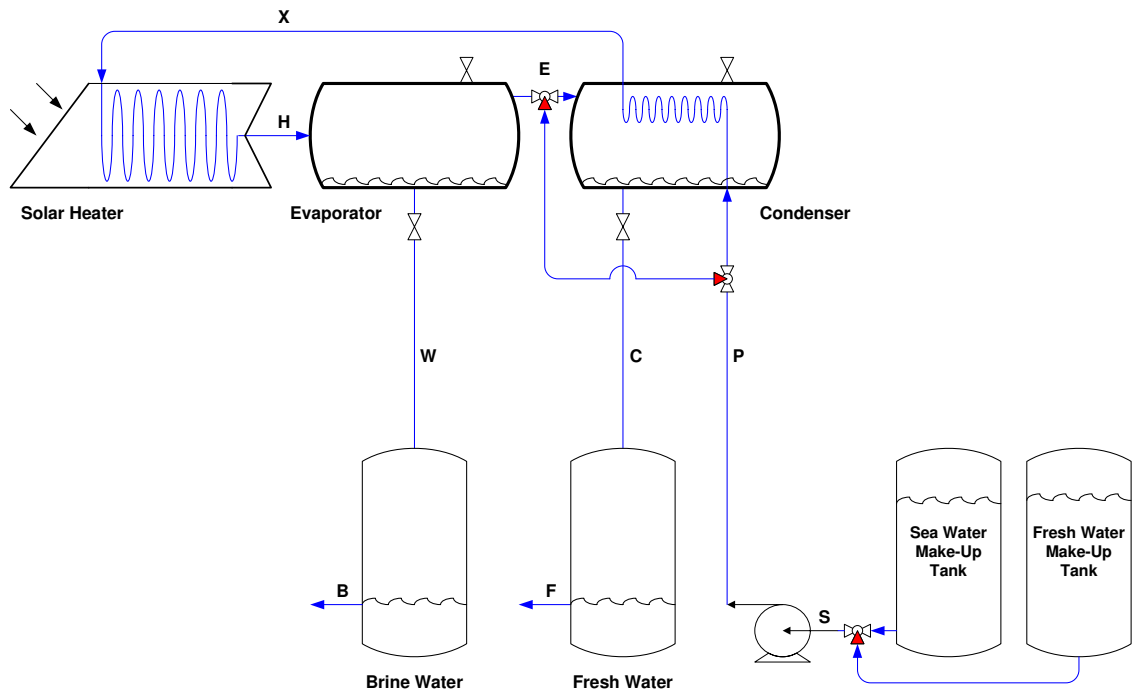 X
E
H
Solar Heater
Evaporator
Condenser
W
C
P
Sea Water
Make-Up
Tank
Fresh Water
Make-Up
Tank
B
F
S
Brine Water
Fresh Water